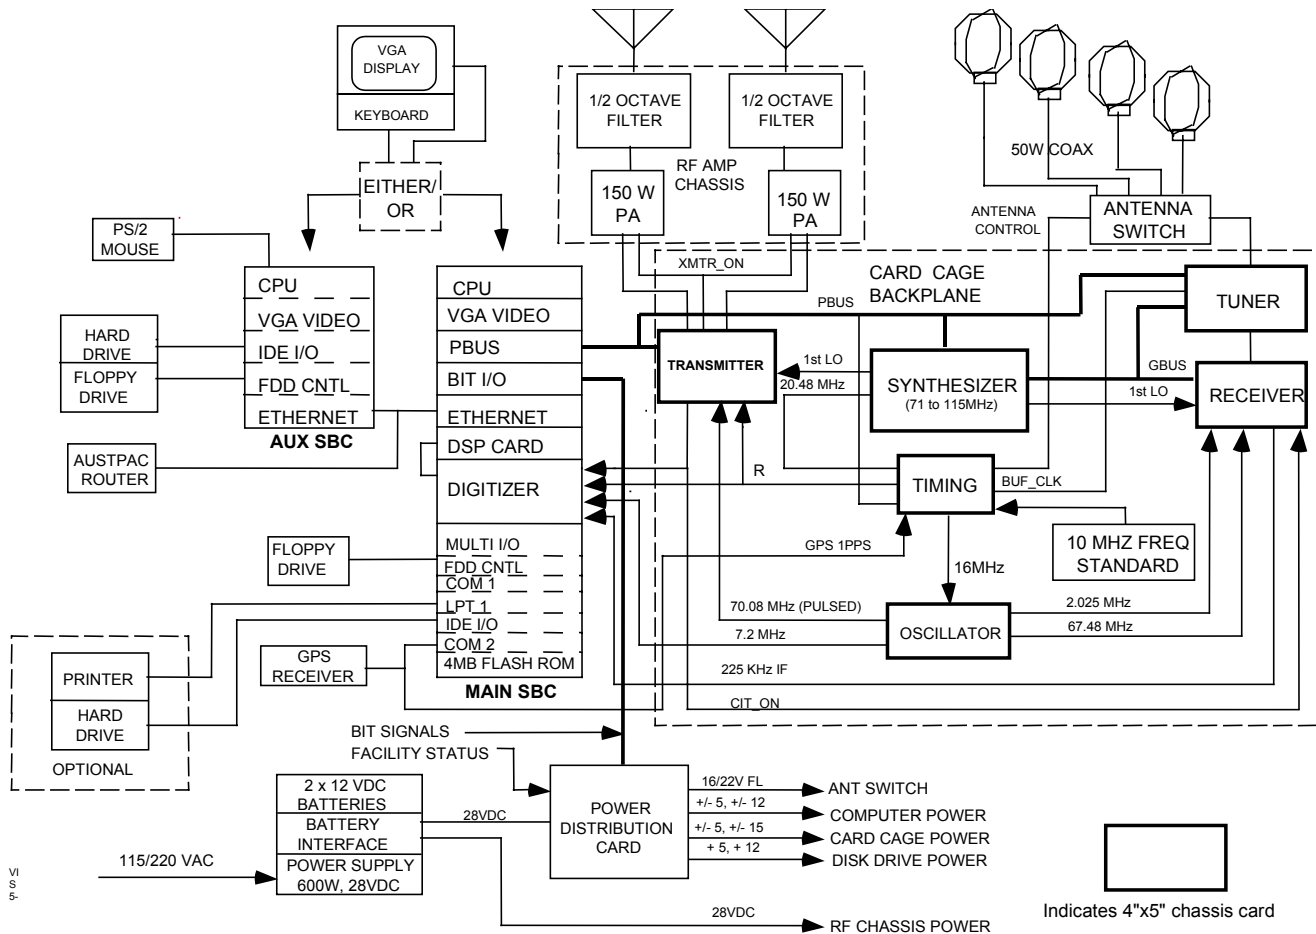 VGA
DISPLAY
KEYBOARD
EITHER/
OR
1/2 OCTAVE
FILTER
1/2 OCTAVE
FILTER
RF AMP
CHASSIS
150 W
PA
150 W
PA
50W COAX
ANTENNA
CONTROL
ANTENNA
SWITCH
PS/2
MOUSE
HARD
DRIVE
FLOPPY
DRIVE
AUSTPAC
ROUTER
CPU
VGA VIDEO
IDE I/O
FDD CNTL
ETHERNET
AUX SBC
CPU
VGA VIDEO
PBUS
BIT I/O
ETHERNET
DSP CARD
DIGITIZER
MULTI I/O
FDD CNTL
COM 1
LPT 1
IDE I/O
COM 2
4MB FLASH ROM
MAIN SBC
XMTR_ON
CARD CAGE
BACKPLANE
PBUS
TUNER
TRANSMITTER
1st LO
20.48 MHz
SYNTHESIZER
(71 to 115MHz)
GBUS
1st LO
RECEIVER
R
TIMING
BUF_CLK
GPS 1PPS
16MHz
10 MHZ FREQ
STANDARD
70.08 MHz (PULSED)
7.2 MHz
OSCILLATOR
2.025 MHz
67.48 MHz
225 KHz IF
CIT_ON
FLOPPY
DRIVE
GPS
RECEIVER
PRINTER
HARD
DRIVE
OPTIONAL
BIT SIGNALS
FACILITY STATUS
2 x 12 VDC
BATTERIES
BATTERY
INTERFACE
POWER SUPPLY
600W, 28VDC
115/220 VAC
28VDC
POWER
DISTRIBUTION
CARD
16/22V FL
ANT SWITCH
+/- 5, +/- 12
COMPUTER POWER
+/- 5, +/- 15
CARD CAGE POWER
+ 5, + 12
DISK DRIVE POWER
28VDC
RF CHASSIS POWER
Indicates 4"x5" chassis card
VI
S
5-